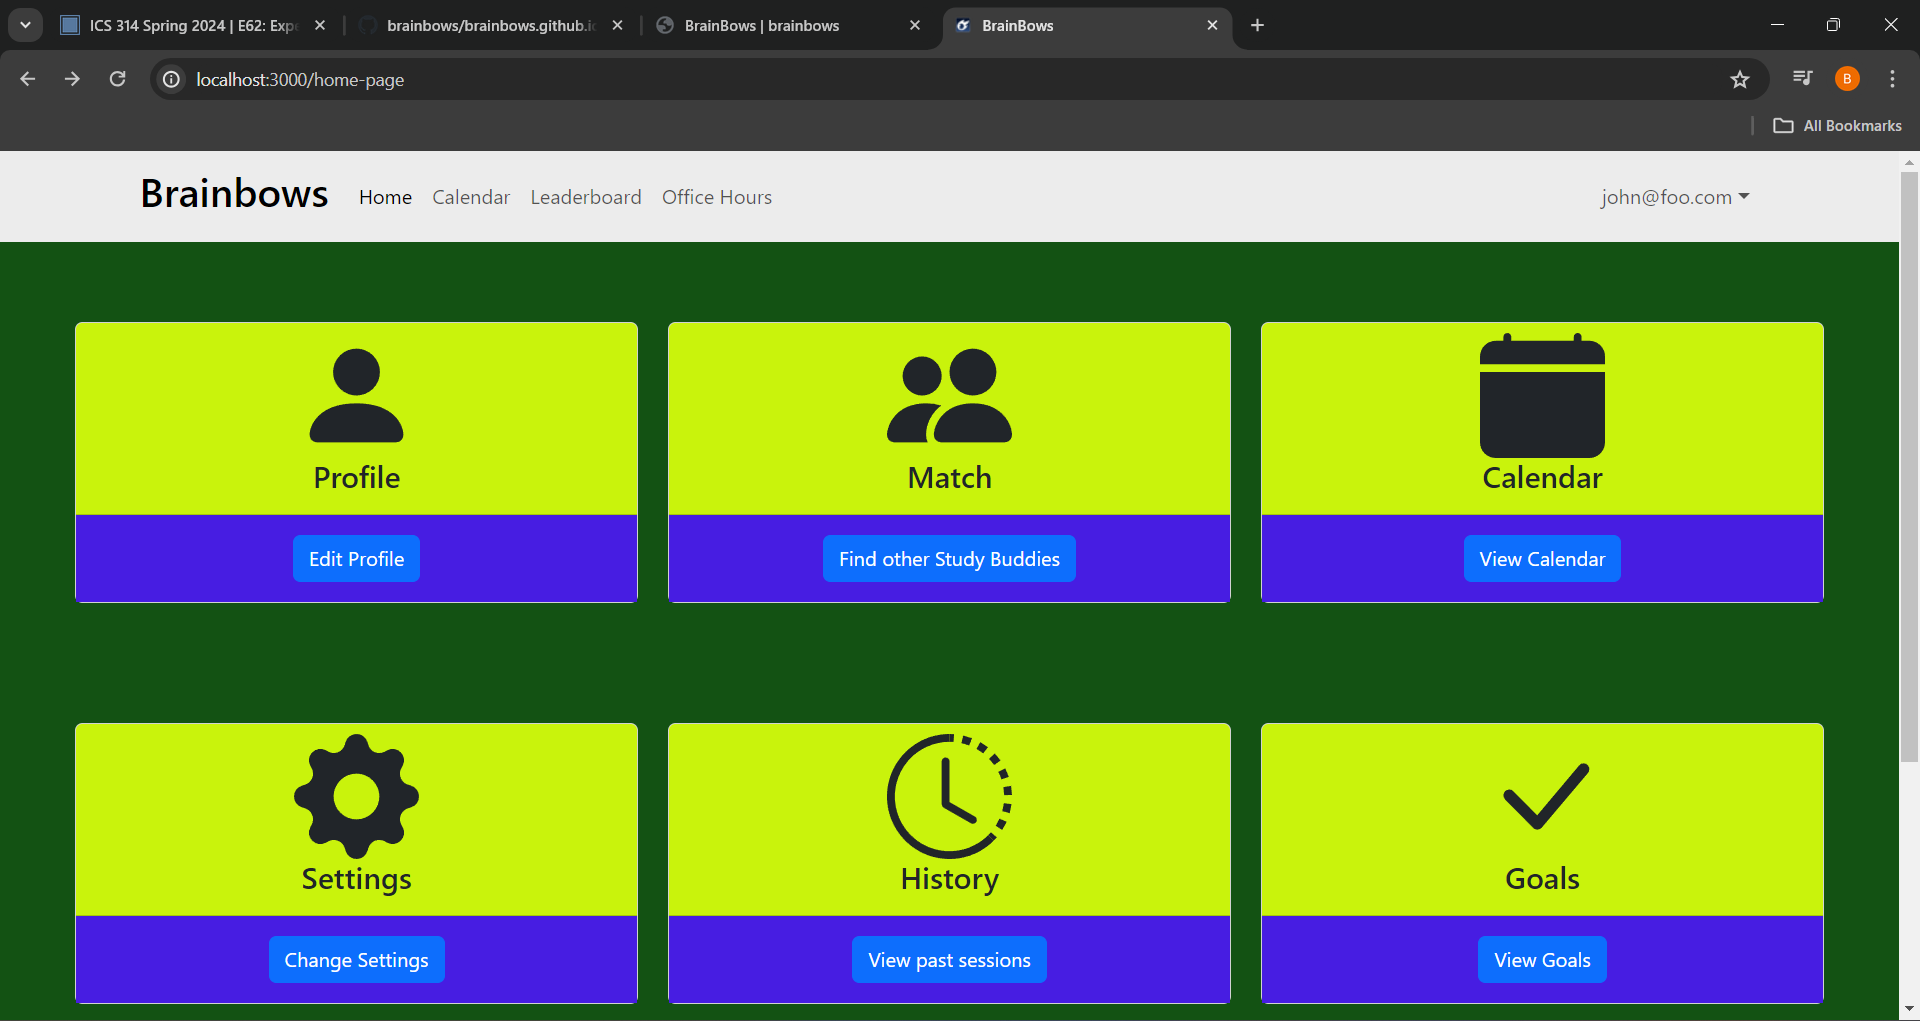 ICS 314 Spring 2024 | E62: Expe
brainbows/brainbows.github.i
BrainBows | brainbows
BrainBows
localhost:3000/home-page
B
All Bookmarks
Brainbows Home Calendar Leaderboard Office Hours john@foo.com
Profile
Edit Profile
Match
Find other Study Buddies
Calendar
View Calendar
Settings
Change Settings
History
View past sessions
Goals
View Goals